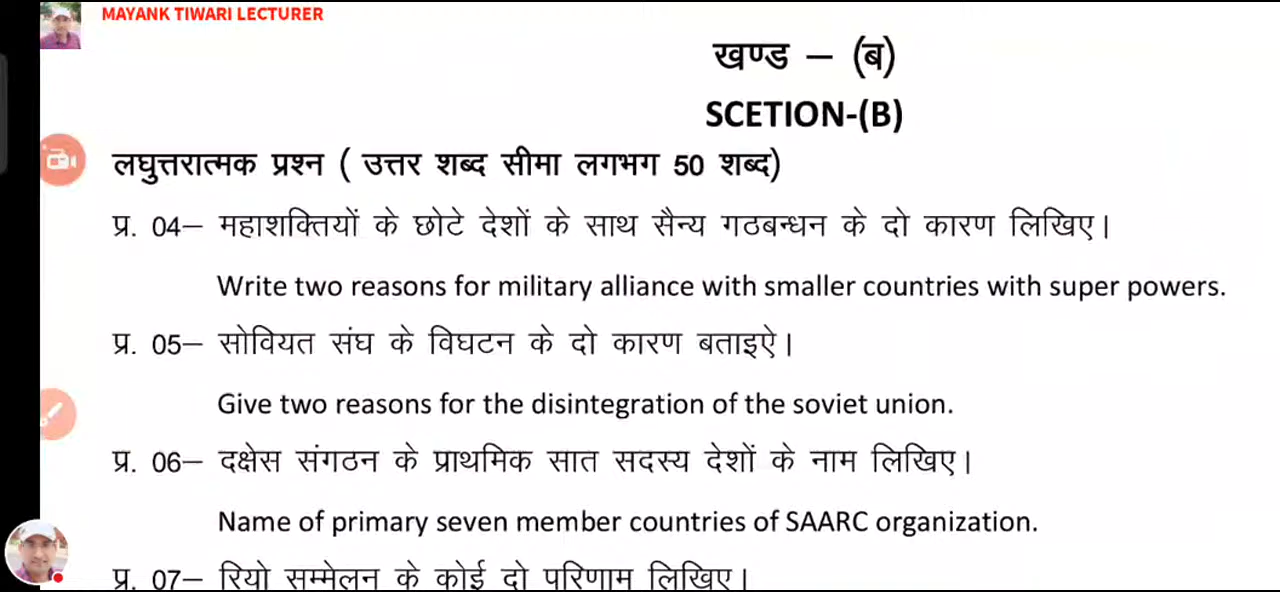 MAYANK TIWARI LECTURER
खण्ड – (ब)
SCETION-(B)
लघुत्तरात्मक प्रश्न ( उत्तर शब्द सीमा लगभग 50 शब्द)
प्र. 04– महाशक्तियों के छोटे देशों के साथ सैन्य गठबन्धन के दो कारण लिखिए।
Write two reasons for military alliance with smaller countries with super powers.
प्र. 05– सोवियत संघ के विघटन के दो कारण बताइऐ।
Give two reasons for the disintegration of the soviet union.
प्र. 06– दक्षेस संगठन के प्राथमिक सात सदस्य देशों के नाम लिखिए।
Name of primary seven member countries of SAARC organization.
प्र. 07– रियो सम्मेलन के कोई दो परिणाम लिखिए।